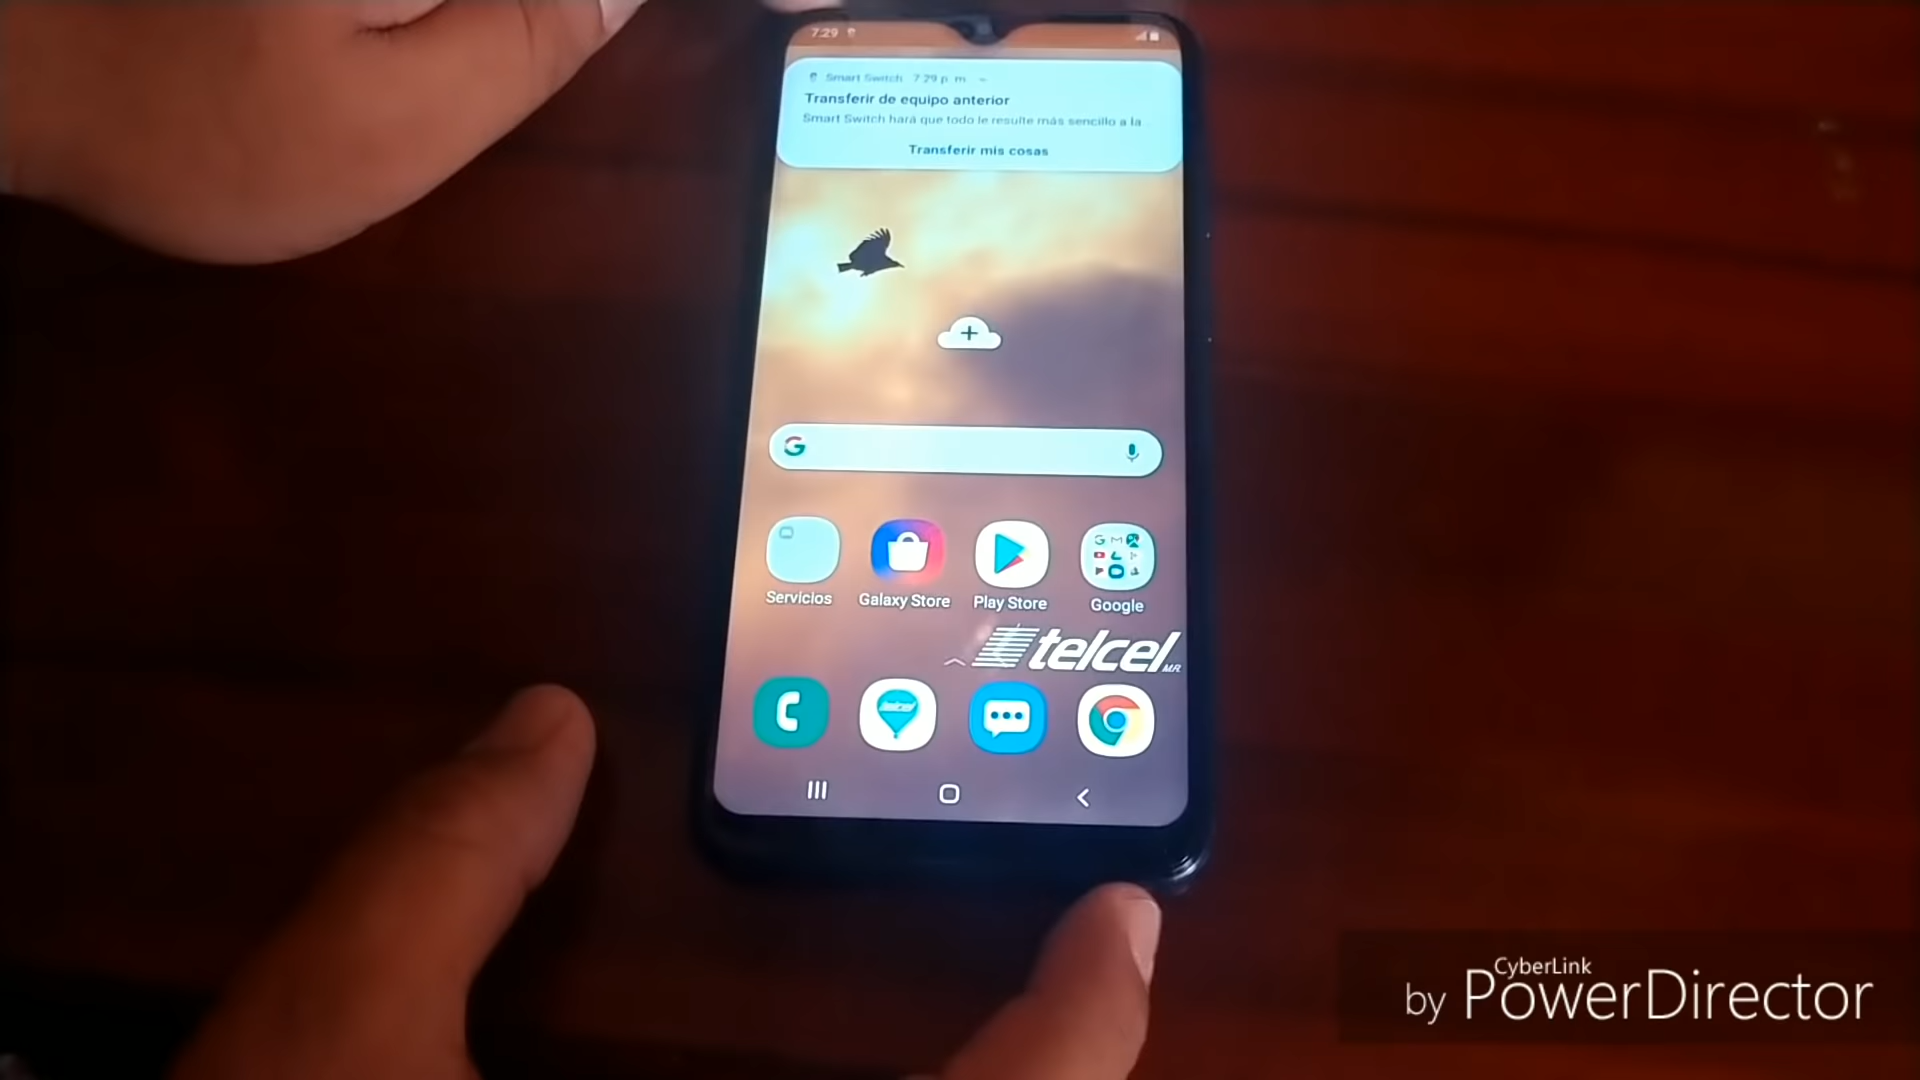 7:29
Smart Switch 7:29 p. m.
Transferir de equipo anterior
Smart Switch hará que todo le resulte más sencillo a la
Transferir mis cosas
Servicios
Galaxy Store
Play Store
Google
telcel
MR
CyberLink
by PowerDirector